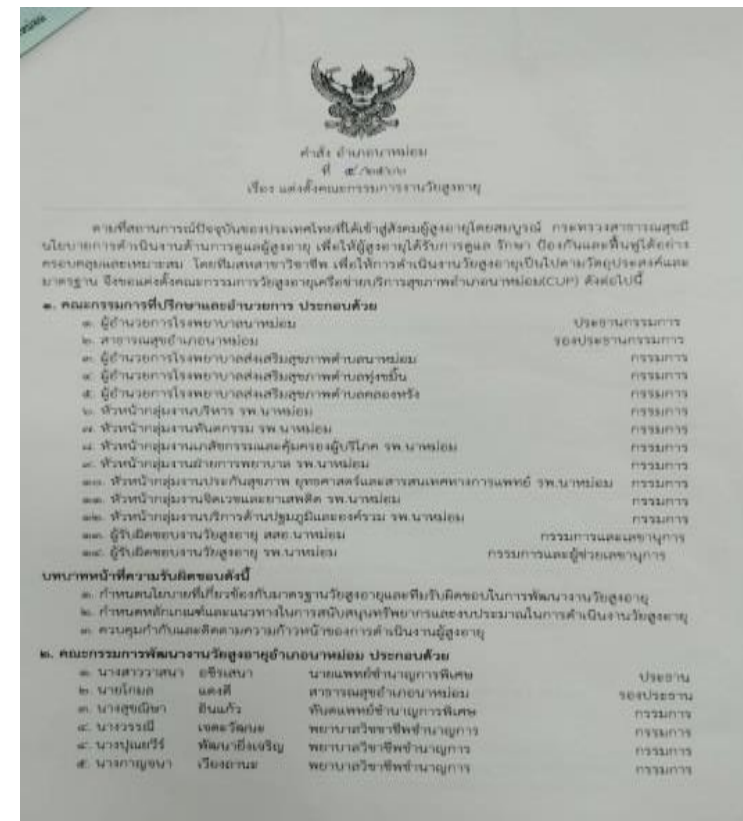 คำสั่ง อำเภอนาหม่อม
ที่ ๕/๒๕๖๖
เรื่อง แต่งตั้งคณะกรรมการงานวัยสูงอายุ
ตามที่สถานการณ์ปัจจุบันของประเทศไทยที่ได้เข้าสู่สังคมผู้สูงอายุโดยสมบูรณ์ กระทรวงสาธารณสุขมี
นโยบายการดำเนินงานด้านการดูแลผู้สูงอายุ เพื่อให้ผู้สูงอายุได้รับการดูแล รักษา ป้องกันและฟื้นฟูได้อย่าง
ครอบคลุมและเหมาะสม โดยทีมสหสาขาวิชาชีพ เพื่อให้การดำเนินงานวัยสูงอายุเป็นไปตามวัตถุประสงค์และ
มาตรฐาน จึงขอแต่งตั้งคณะกรรมการวัยสูงอายุเครือข่ายบริการสุขภาพอำเภอนาหม่อม(CUP) ดังต่อไปนี้
๑. คณะกรรมการที่ปรึกษาและอำนวยการ ประกอบด้วย
๑. ผู้อำนวยการโรงพยาบาลนาหม่อม ประธานกรรมการ
๒. สาธารณสุขอำเภอนาหม่อม รองประธานกรรมการ
๓. ผู้อำนวยการโรงพยาบาลส่งเสริมสุขภาพตำบลนาหม่อม กรรมการ
๔. ผู้อำนวยการโรงพยาบาลส่งเสริมสุขภาพตำบลทุ่งขมิ้น กรรมการ
๕. ผู้อำนวยการโรงพยาบาลส่งเสริมสุขภาพตำบลคลองหรัง กรรมการ
๖. หัวหน้ากลุ่มงานบริหาร รพ.นาหม่อม กรรมการ
๗. หัวหน้ากลุ่มงานทันตกรรม รพ.นาหม่อม กรรมการ
๘. หัวหน้ากลุ่มงานเภสัชกรรมและคุ้มครองผู้บริโภค รพ.นาหม่อม กรรมการ
๙. หัวหน้ากลุ่มงานฝ่ายการพยาบาล รพ.นาหม่อม กรรมการ
๑๐. หัวหน้ากลุ่มงานประกันสุขภาพ ยุทธศาสตร์และสารสนเทศทางการแพทย์ รพ.นาหม่อม กรรมการ
๑๑. หัวหน้ากลุ่มงานจิตเวชและยาเสพติด รพ.นาหม่อม กรรมการ
๑๒. หัวหน้ากลุ่มงานบริการด้านปฐมภูมิและองค์รวม รพ.นาหม่อม กรรมการ
๑๓. ผู้รับผิดชอบงานวัยสูงอายุ สสอ.นาหม่อม กรรมการและเลขานุการ
๑๔. ผู้รับผิดชอบงานวัยสูงอายุ รพ.นาหม่อม กรรมการและผู้ช่วยเลขานุการ
บทบาทหน้าที่ความรับผิดชอบดังนี้
๑. กำหนดนโยบายที่เกี่ยวข้องกับมาตรฐานวัยสูงอายุและทีมรับผิดชอบในการพัฒนางานวัยสูงอายุ
๒. กำหนดหลักเกณฑ์และแนวทางในการสนับสนุนทรัพยากรและงบประมาณในการดำเนินงานวัยสูงอายุ
๓. ควบคุมกำกับและติดตามความก้าวหน้าของการดำเนินงานผู้สูงอายุ
๒. คณะกรรมการพัฒนางานวัยสูงอายุอำเภอนาหม่อม ประกอบด้วย
๑. นางสาววาสนา อธิรเสนา นายแพทย์ชำนาญการพิเศษ ประธาน
๒. นายโกมล แดงดี สาธารณสุขอำเภอนาหม่อม รองประธาน
๓. นางสุขณิษา อินแก้ว ทันตแพทย์ชำนาญการพิเศษ กรรมการ
๔. นางวรรณี เจตะวัฒนะ พยาบาลวิชาชีพชำนาญการ กรรมการ
๔. นางปุณยวีร์ พัฒนายิ่งเจริญ พยาบาลวิชาชีพชำนาญการ กรรมการ
๕. นางกาญจนา เวียงถานะ พยาบาลวิชาชีพชำนาญการ กรรมการ